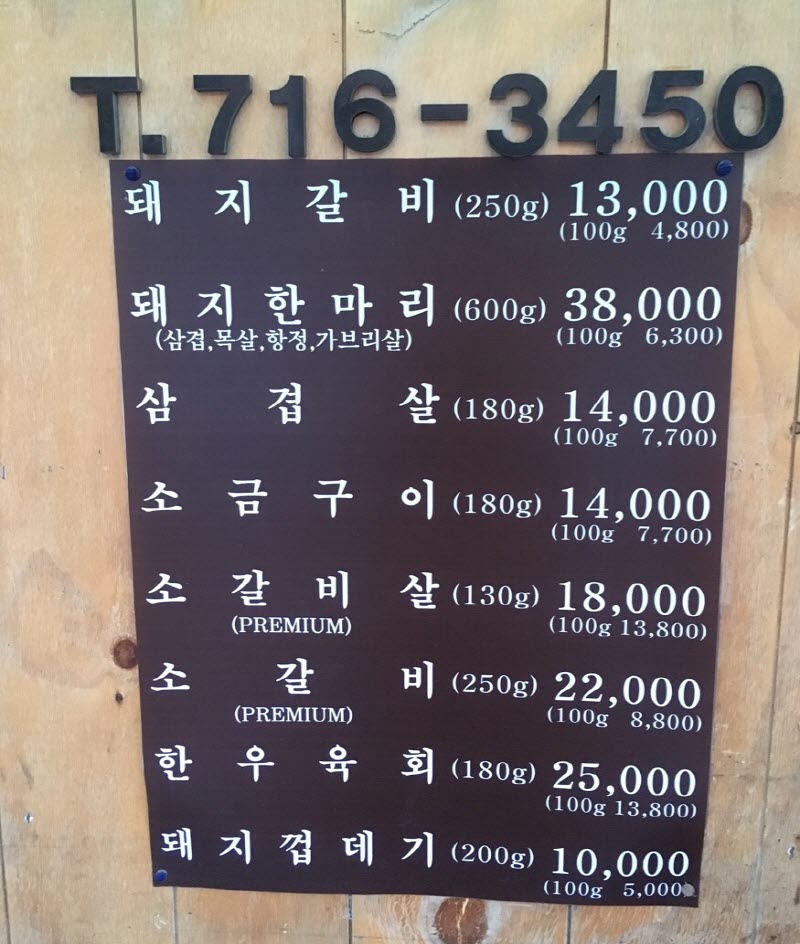 T. 716-3450
돼지갈비 (250g) 13,000
(100g 4,800)
돼지한마리 (600g) 38,000
(삼겹,목살,항정,가브리살) (100g 6,300)
삼겹살 (180g) 14,000
(100g 7,700)
소금구이 (180g) 14,000
(100g 7,700)
소갈비살 (130g) 18,000
(PREMIUM) (100g 13,800)
소갈비 (250g) 22,000
(PREMIUM) (100g 8,800)
한우육회 (180g) 25,000
(100g 13,800)
돼지껍데기 (200g) 10,000
(100g 5,000)